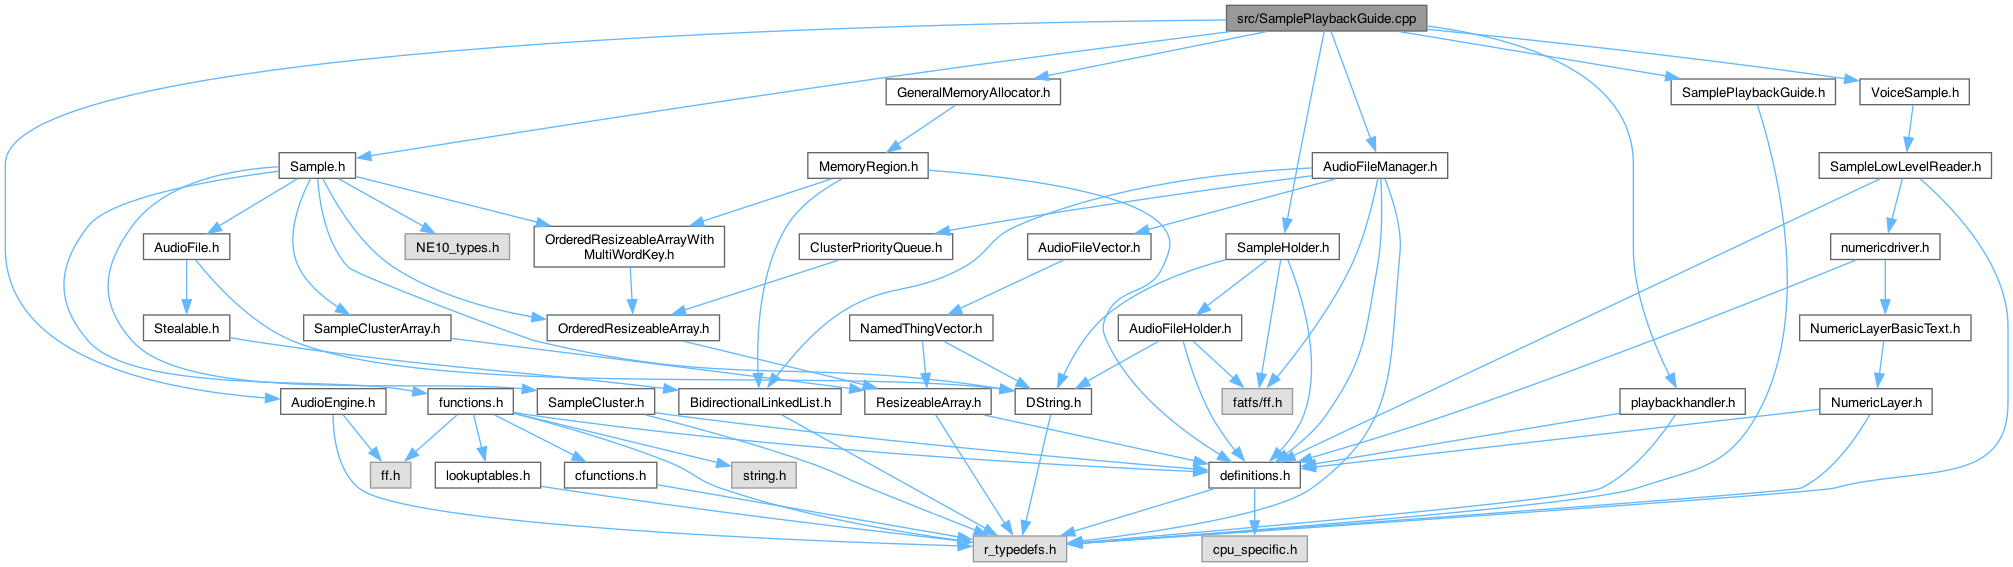 src/SamplePlaybackGuide.cpp
GeneralMemoryAllocator.h
SamplePlaybackGuide.h
VoiceSample.h
Sample.h
MemoryRegion.h
AudioFileManager.h
SampleLowLevelReader.h
AudioFile.h
NE10_types.h
OrderedResizeableArrayWith
MultiWordKey.h
ClusterPriorityQueue.h
AudioFileVector.h
SampleHolder.h
numericdriver.h
Stealable.h
SampleClusterArray.h
OrderedResizeableArray.h
NamedThingVector.h
AudioFileHolder.h
NumericLayerBasicText.h
AudioEngine.h
functions.h
SampleCluster.h
BidirectionalLinkedList.h
ResizeableArray.h
DString.h
fatfs/ff.h
playbackhandler.h
NumericLayer.h
ff.h
lookuptables.h
cfunctions.h
string.h
definitions.h
r_typedefs.h
cpu_specific.h